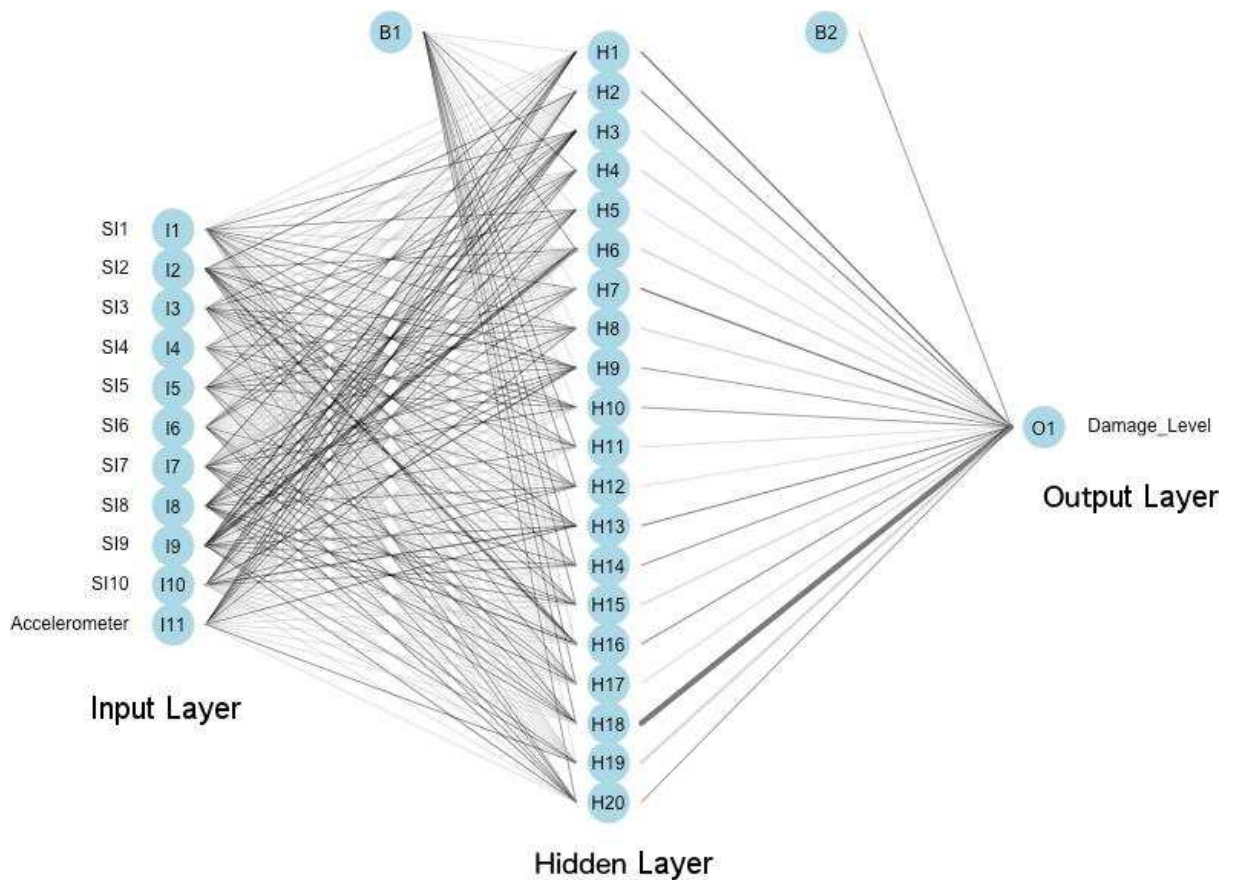 B1
B2
H1
H2
H3
H4
H5
H6
H7
H8
H9
H10
H11
H12
H13
H14
H15
H16
H17
H18
H19
H20
SI1 I1
SI2 I2
SI3 I3
SI4 I4
SI5 I5
SI6 I6
SI7 I7
SI8 I8
SI9 I9
SI10 I10
Accelerometer I11
O1 Damage_Level
Output Layer
Input Layer
Hidden Layer